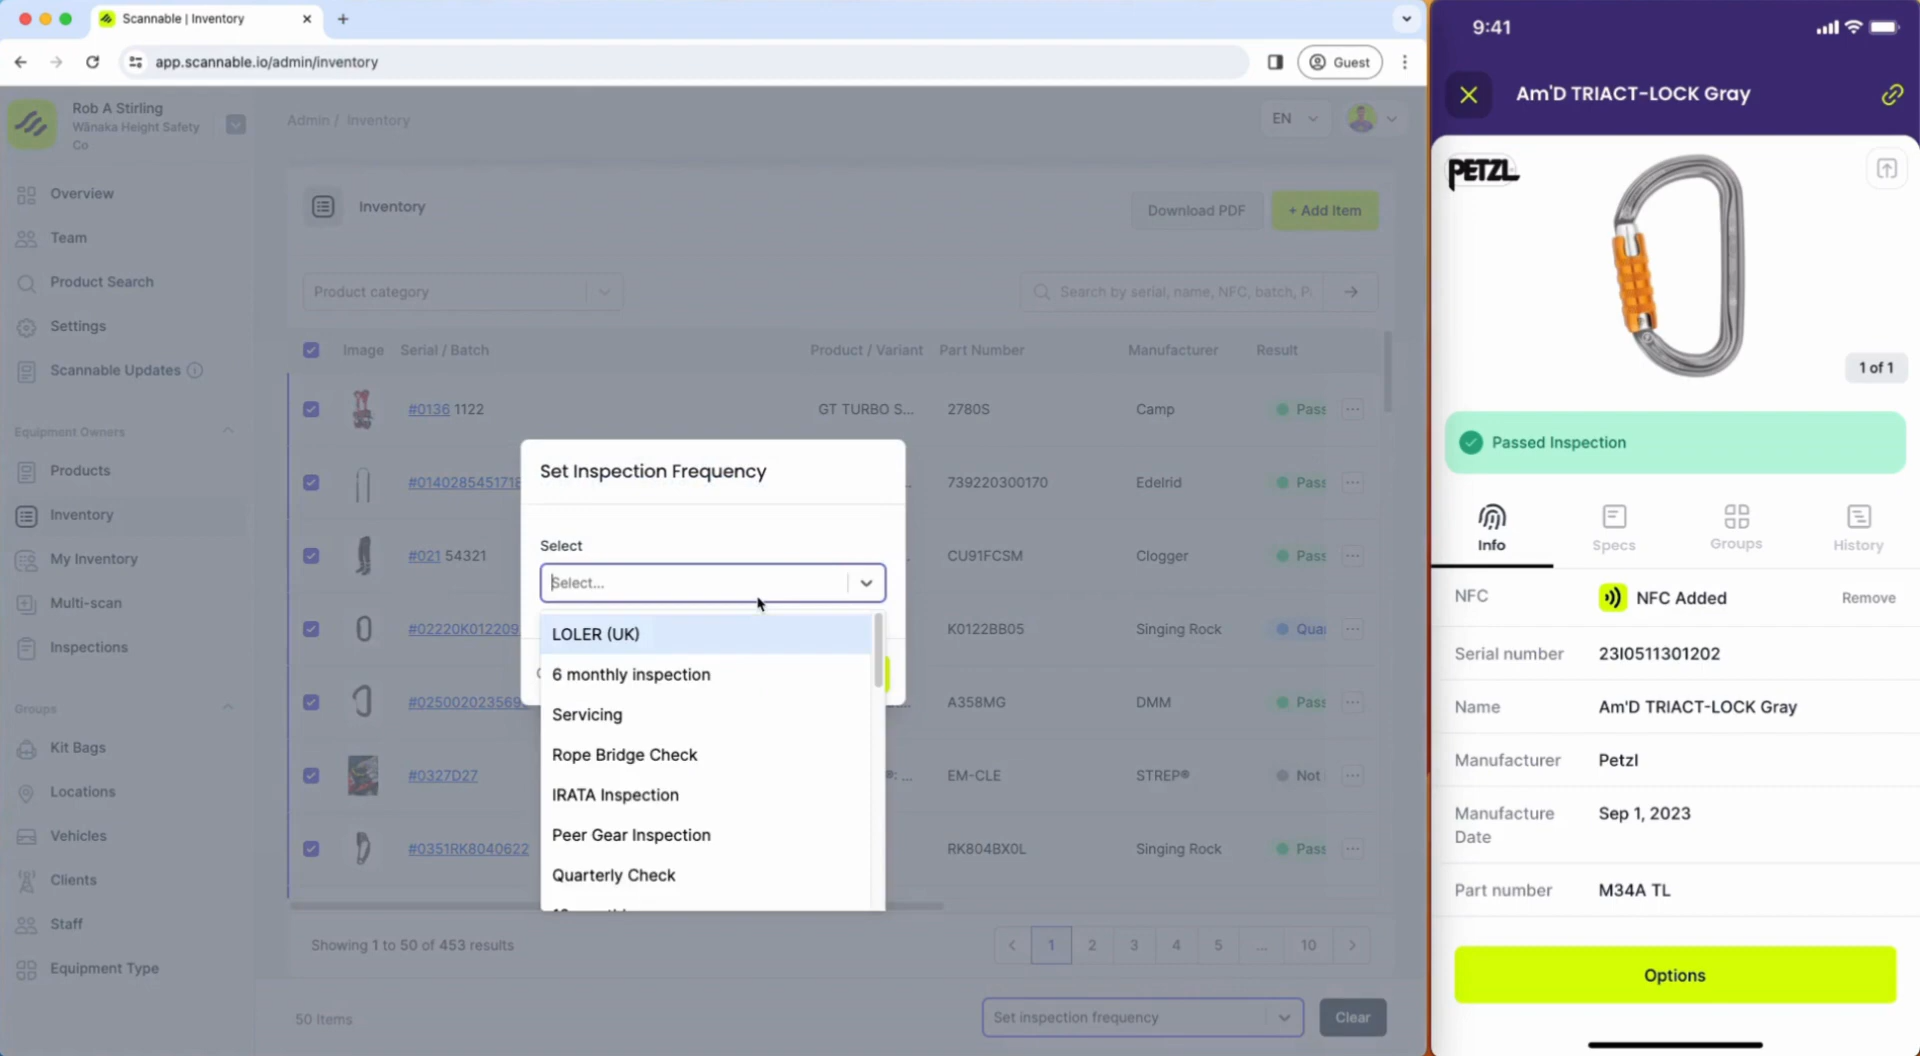 Scannable | Inventory
app.scannable.io/admin/inventory
Guest
Rob A Stirling
Wānaka Height Safety
Co
Overview
Team
Product Search
Settings
Scannable Updates
Equipment Owners
Products
Inventory
My Inventory
Multi-scan
Inspections
Groups
Kit Bags
Locations
Vehicles
Clients
Staff
Equipment Type
Admin / Inventory
EN
Inventory
Download PDF
+ Add Item
Product category
Search by serial, name, NFC, batch, P
Image Serial / Batch Product / Variant Part Number Manufacturer Result
#0136 1122 GT TURBO S... 2780S Camp Pass
#0140285451718 739220300170 Edelrid Pass
#021 54321 CU91FCSM Clogger Pass
#02220K012209 K0122BB05 Singing Rock Qua
#02500202356 A358MG DMM Pass
#0327D27 ®: ... EM-CLE STREP® Not
#0351RK8040622 RK804BX0L Singing Rock Pass
Showing 1 to 50 of 453 results
1 2 3 4 5 ... 10
50 Items
Set inspection frequency
Clear
Set Inspection Frequency
Select
Select...
LOLER (UK)
6 monthly inspection
Servicing
Rope Bridge Check
IRATA Inspection
Peer Gear Inspection
Quarterly Check
9:41
Am'D TRIACT-LOCK Gray
PETZL
1 of 1
Passed Inspection
Info
Specs
Groups
History
NFC NFC Added Remove
Serial number 23I0511301202
Name Am'D TRIACT-LOCK Gray
Manufacturer Petzl
Manufacture Sep 1, 2023
Date
Part number M34A TL
Options